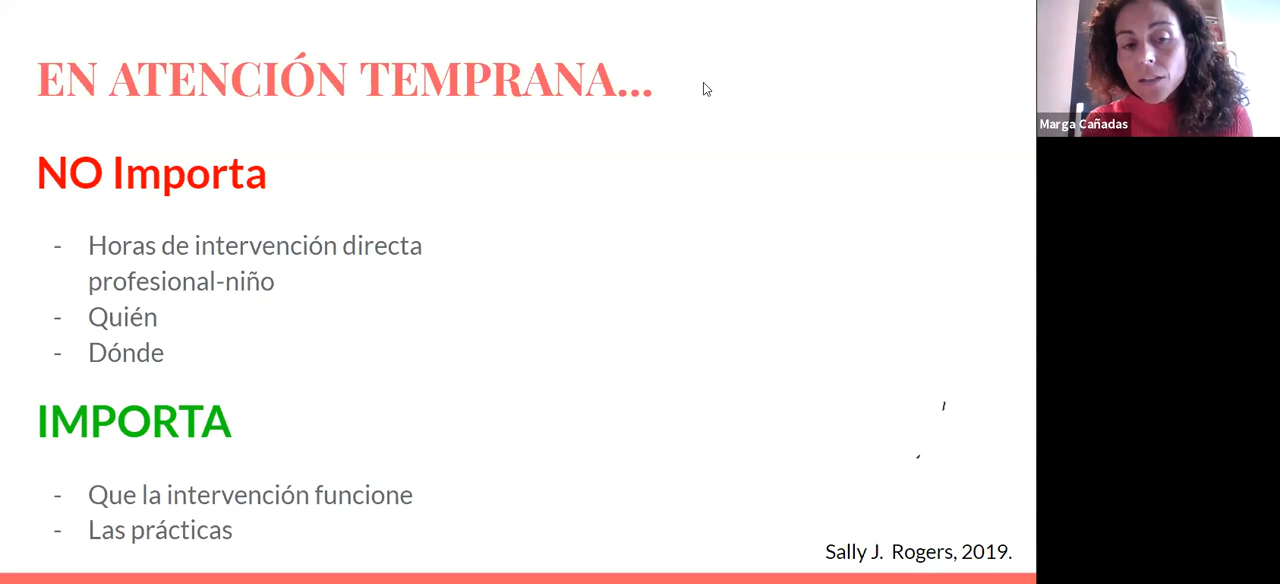 EN ATENCIÓN TEMPRANA...
NO Importa
- Horas de intervención directa
profesional-niño
- Quién
- Dónde
IMPORTA
- Que la intervención funcione
- Las prácticas
Sally J. Rogers, 2019.
Marga Cañadas